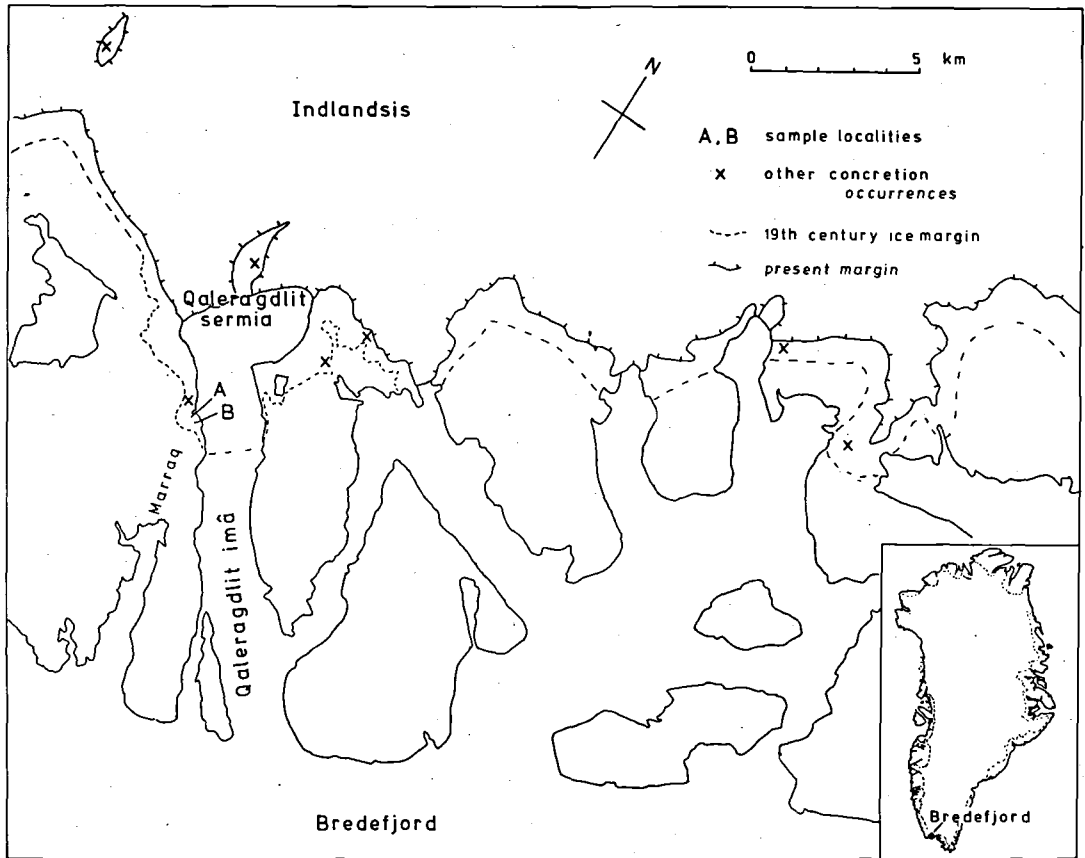 0 5 km
N
Indlandsis
A, B sample localities
x other concretion
occurrences
19th century ice margin
present margin
Qaleragdlit
sermia
A
B
Marraq
Qaleragdlit imâ
Bredefjord
Bredefjord